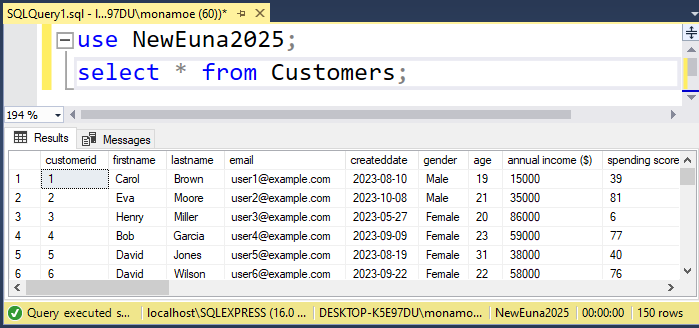 SQLQuery1.sql - l...97DU\monamoe (60))*
use NewEuna2025;
select * from Customers;
194 %
Results Messages
customerid firstname lastname email createddate gender age annual income ($) spending score
1 1 Carol Brown user1@example.com 2023-08-10 Male 19 15000 39
2 2 Eva Moore user2@example.com 2023-10-08 Male 21 35000 81
3 3 Henry Miller user3@example.com 2023-05-27 Female 20 86000 6
4 4 Bob Garcia user4@example.com 2023-09-09 Female 23 59000 77
5 5 David Jones user5@example.com 2023-08-19 Female 31 38000 40
6 6 David Wilson user6@example.com 2023-09-22 Female 22 58000 76
Query executed s... localhost\SQLEXPRESS (16.0 ... DESKTOP-K5E97DU\monamo... NewEuna2025 00:00:00 150 rows